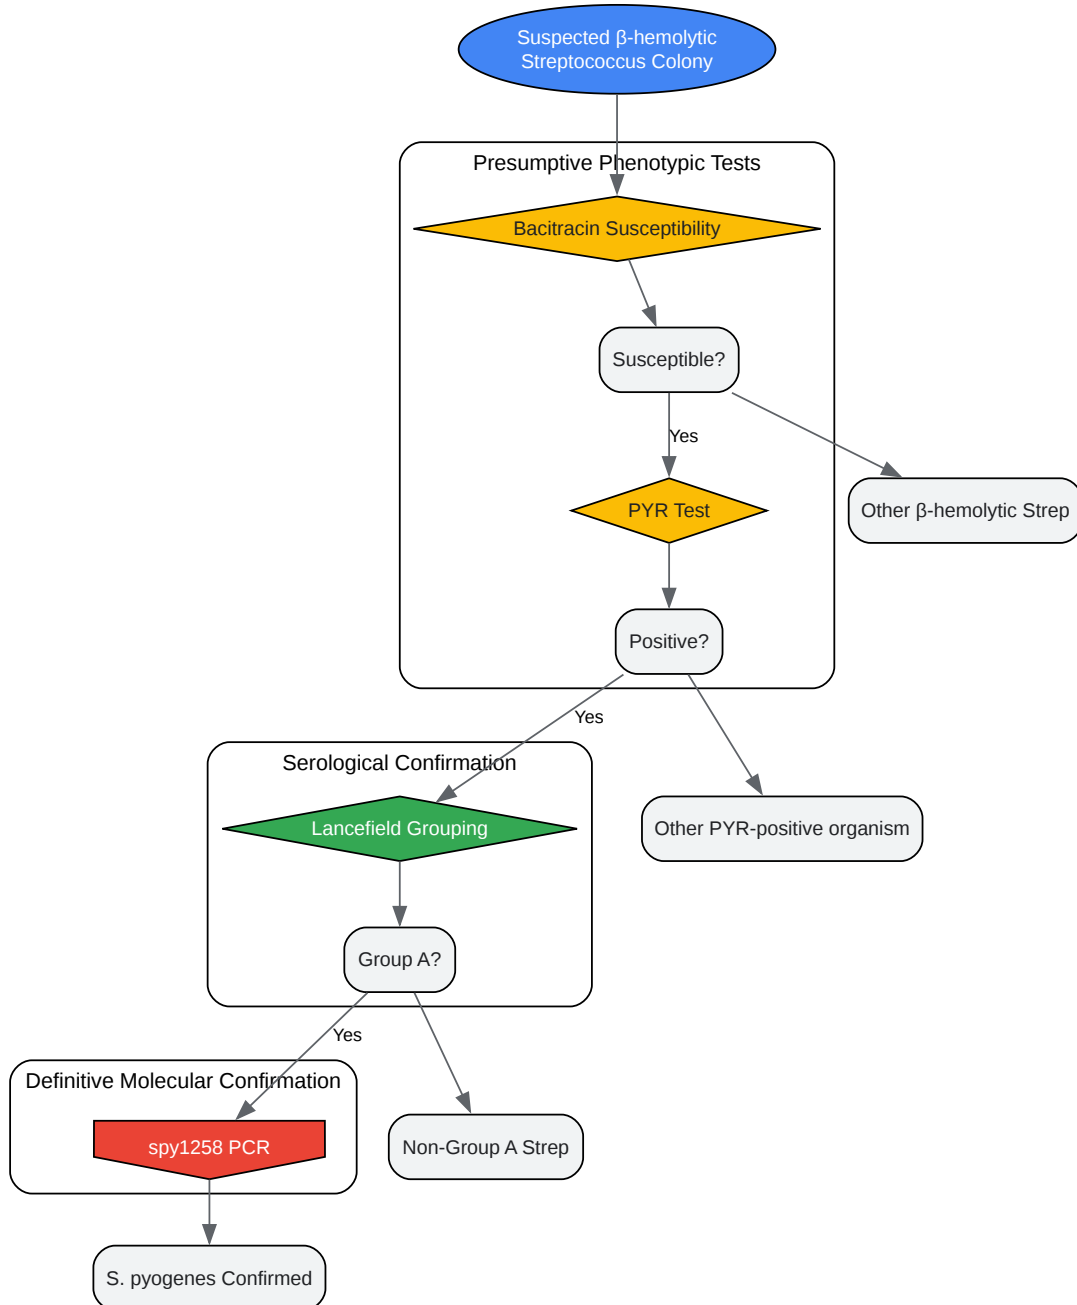 Suspected β-hemolytic
Streptococcus Colony
Presumptive Phenotypic Tests
Bacitracin Susceptibility
Susceptible?
Yes
PYR Test
Other β-hemolytic Strep
Positive?
Yes
Serological Confirmation
Lancefield Grouping
Other PYR-positive organism
Group A?
Yes
Definitive Molecular Confirmation
spy1258 PCR
Non-Group A Strep
S. pyogenes Confirmed